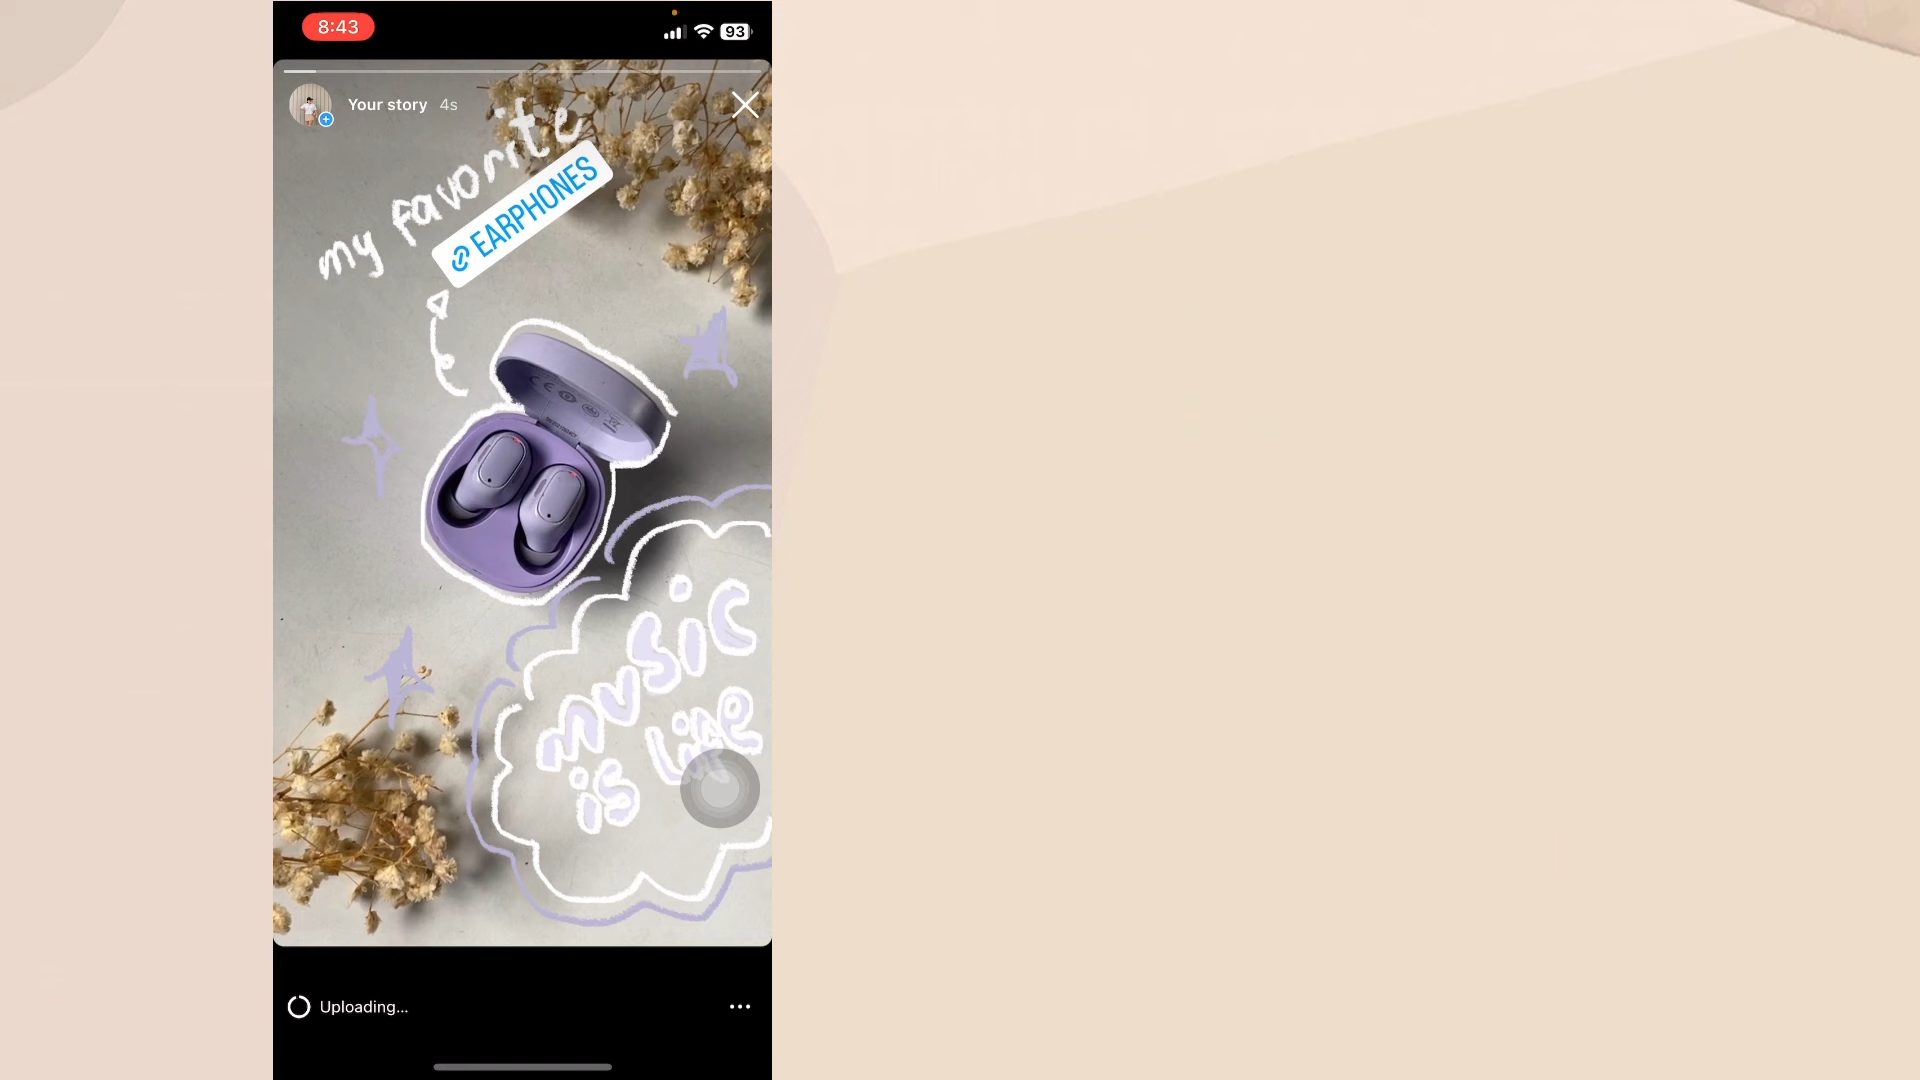 8:43
93
Your story 4s
my favorite
EARPHONES
music
is life
Uploading...